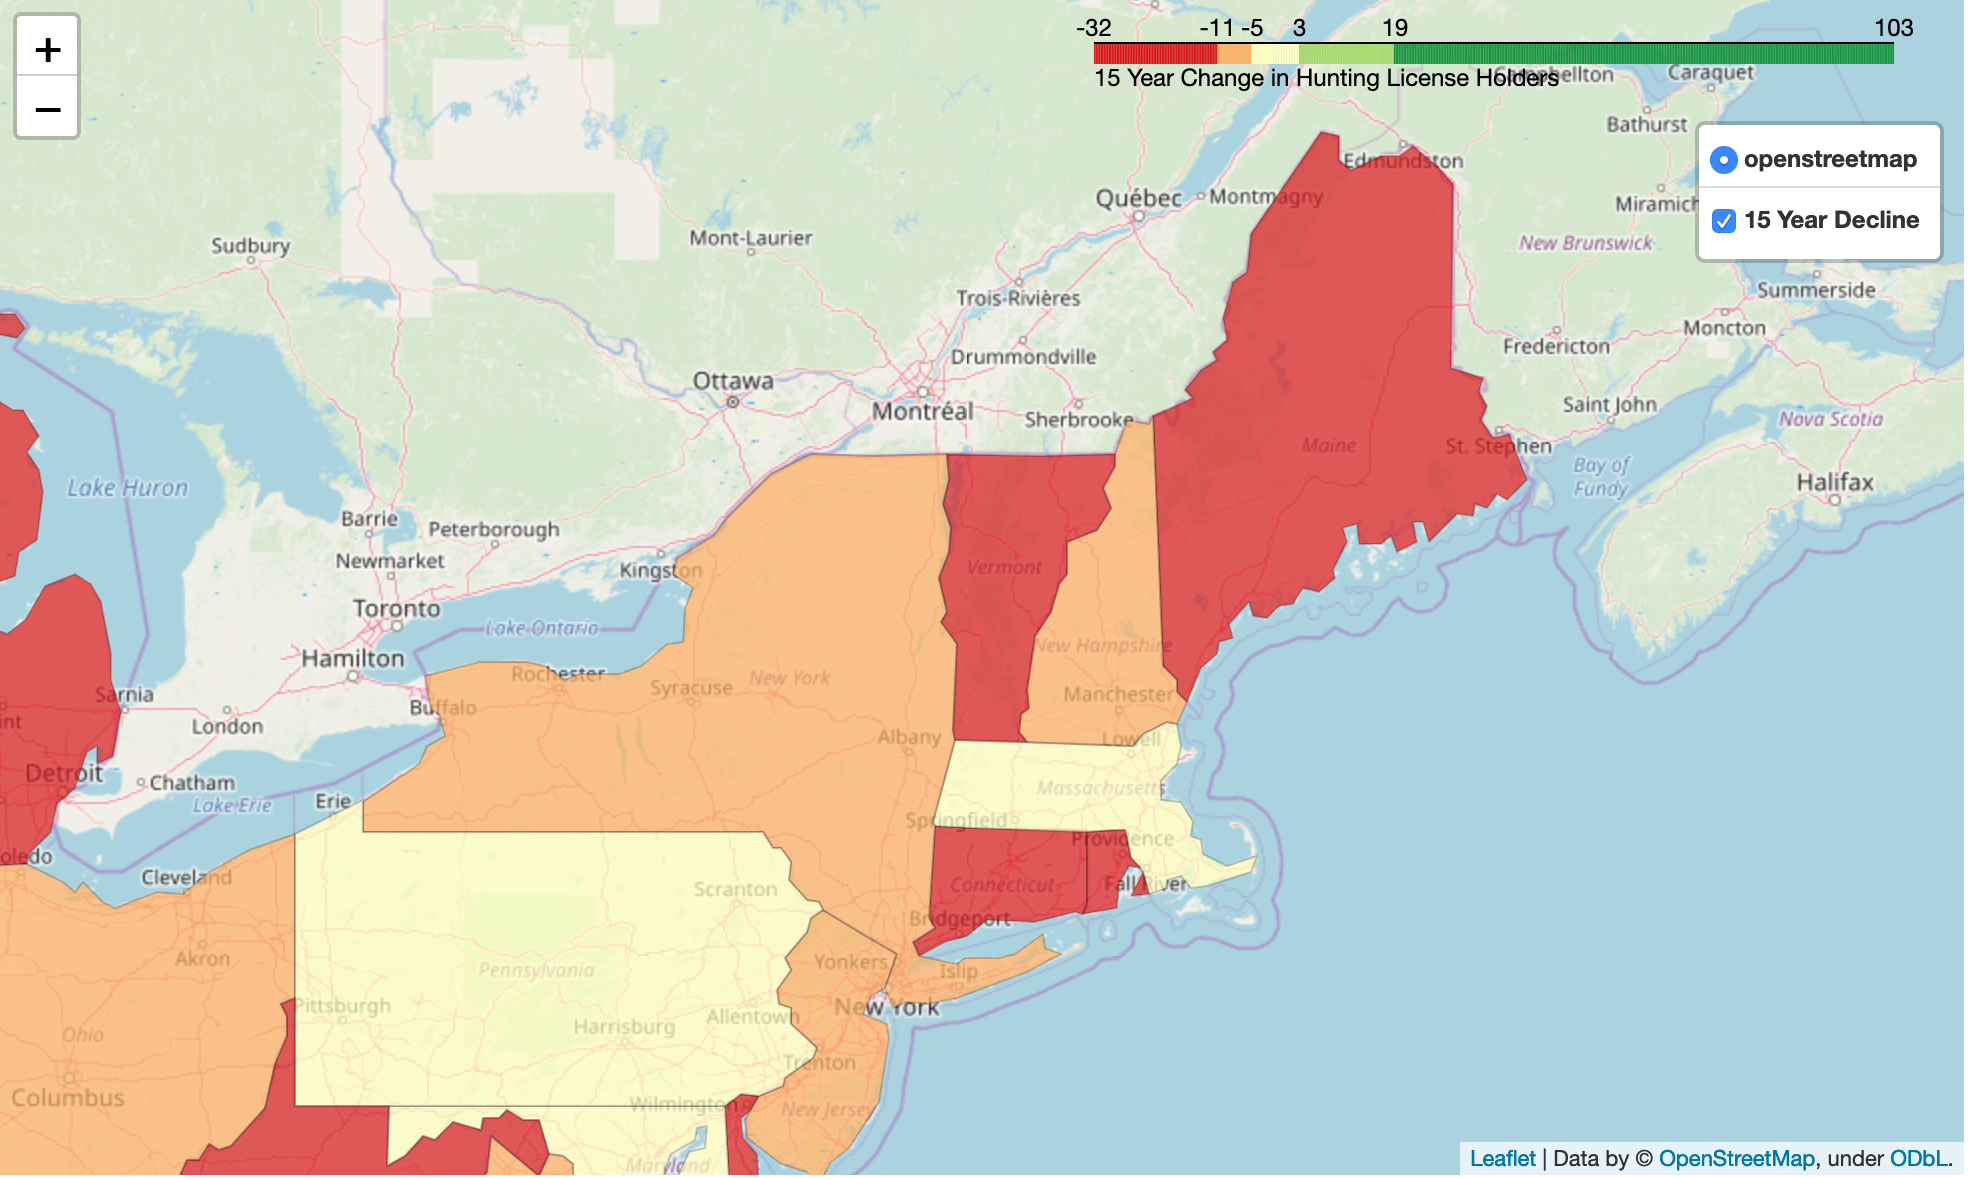 +
−
-32 -11 -5 3 19 103
15 Year Change in Hunting License Holders
Campbellton
Caraquet
Bathurst
openstreetmap
15 Year Decline
Edmundston
Québec
Montmagny
Miramich
New Brunswick
Sudbury
Mont-Laurier
Trois-Rivières
Summerside
Moncton
Drummondville
Fredericton
Ottawa
Montréal
Sherbrooke
Saint John
Nova Scotia
Maine
St. Stephen
Bay of
Fundy
Halifax
Lake Huron
Barrie
Peterborough
Newmarket
Kingston
Vermont
Toronto
Lake Ontario
New Hampshire
Hamilton
Rochester
Syracuse
New York
Manchester
Sarnia
Buffalo
int
London
Albany
Lowell
Detroit
Chatham
Lake Erie
Erie
Massachusetts
Springfield
Providence
oledo
Cleveland
Scranton
Connecticut
Fall River
Bridgeport
Akron
Pennsylvania
Yonkers
Islip
Pittsburgh
New York
Ohio
Harrisburg
Allentown
Trenton
Columbus
Wilmington
New Jersey
Maryland
Leaflet | Data by © OpenStreetMap, under ODbL.